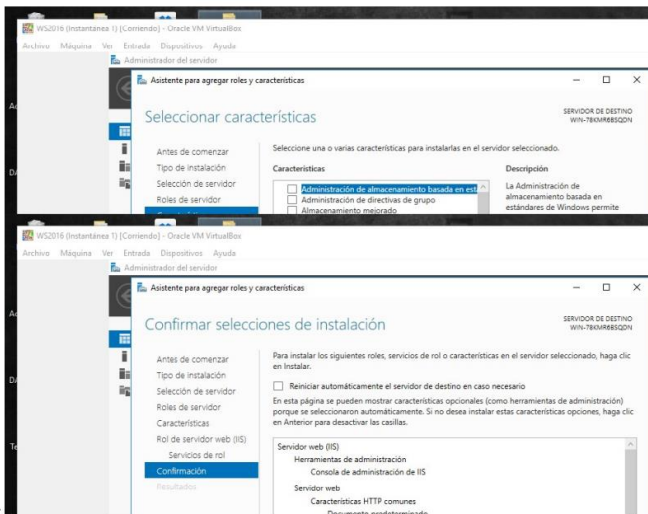 WS2016 (Instantánea 1) [Corriendo] - Oracle VM VirtualBox
Archivo Máquina Ver Entrada Dispositivos Ayuda
Administrador del servidor
Asistente para agregar roles y características
Seleccionar características
SERVIDOR DE DESTINO
WIN-78KMR6BSQDN
Antes de comenzar
Tipo de instalación
Selección de servidor
Roles de servidor
Seleccione una o varias características para instalarlas en el servidor seleccionado.
Características
Administración de almacenamiento basada en est
Administración de directivas de grupo
Almacenamiento mejorado
Descripción
La Administración de
almacenamiento basada en
estándares de Windows permite
WS2016 (Instantánea 1) [Corriendo] - Oracle VM VirtualBox
Archivo Máquina Ver Entrada Dispositivos Ayuda
Administrador del servidor
Asistente para agregar roles y características
Confirmar selecciones de instalación
SERVIDOR DE DESTINO
WIN-78KMR6BSQDN
Antes de comenzar
Tipo de instalación
Selección de servidor
Roles de servidor
Características
Rol de servidor web (IIS)
Servicios de rol
Confirmación
Resultados
Para instalar los siguientes roles, servicios de rol o características en el servidor seleccionado, haga clic
en Instalar.
Reiniciar automáticamente el servidor de destino en caso necesario
En esta página se pueden mostrar características opcionales (como herramientas de administración)
porque se seleccionaron automáticamente. Si no desea instalar estas características opciones, haga clic
en Anterior para desactivar las casillas.
Servidor web (IIS)
Herramientas de administración
Consola de administración de IIS
Servidor web
Características HTTP comunes
Documento predeterminado